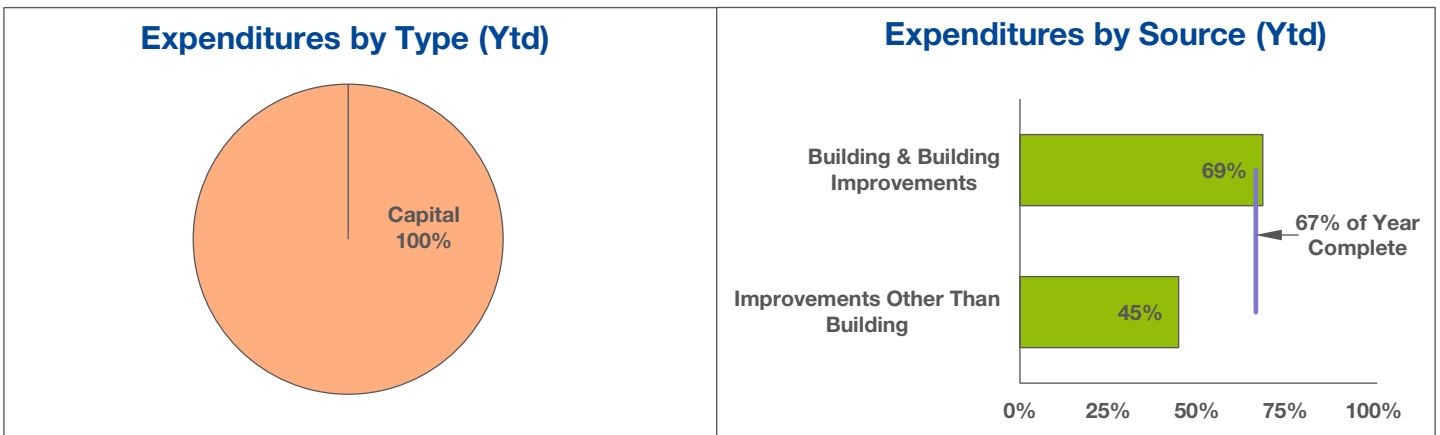 Expenditures by Type (Ytd)
Capital
100%
Expenditures by Source (Ytd)
Building & Building
Improvements
69%
67% of Year
Complete
Improvements Other Than
Building
45%
0% 25% 50% 75% 100%